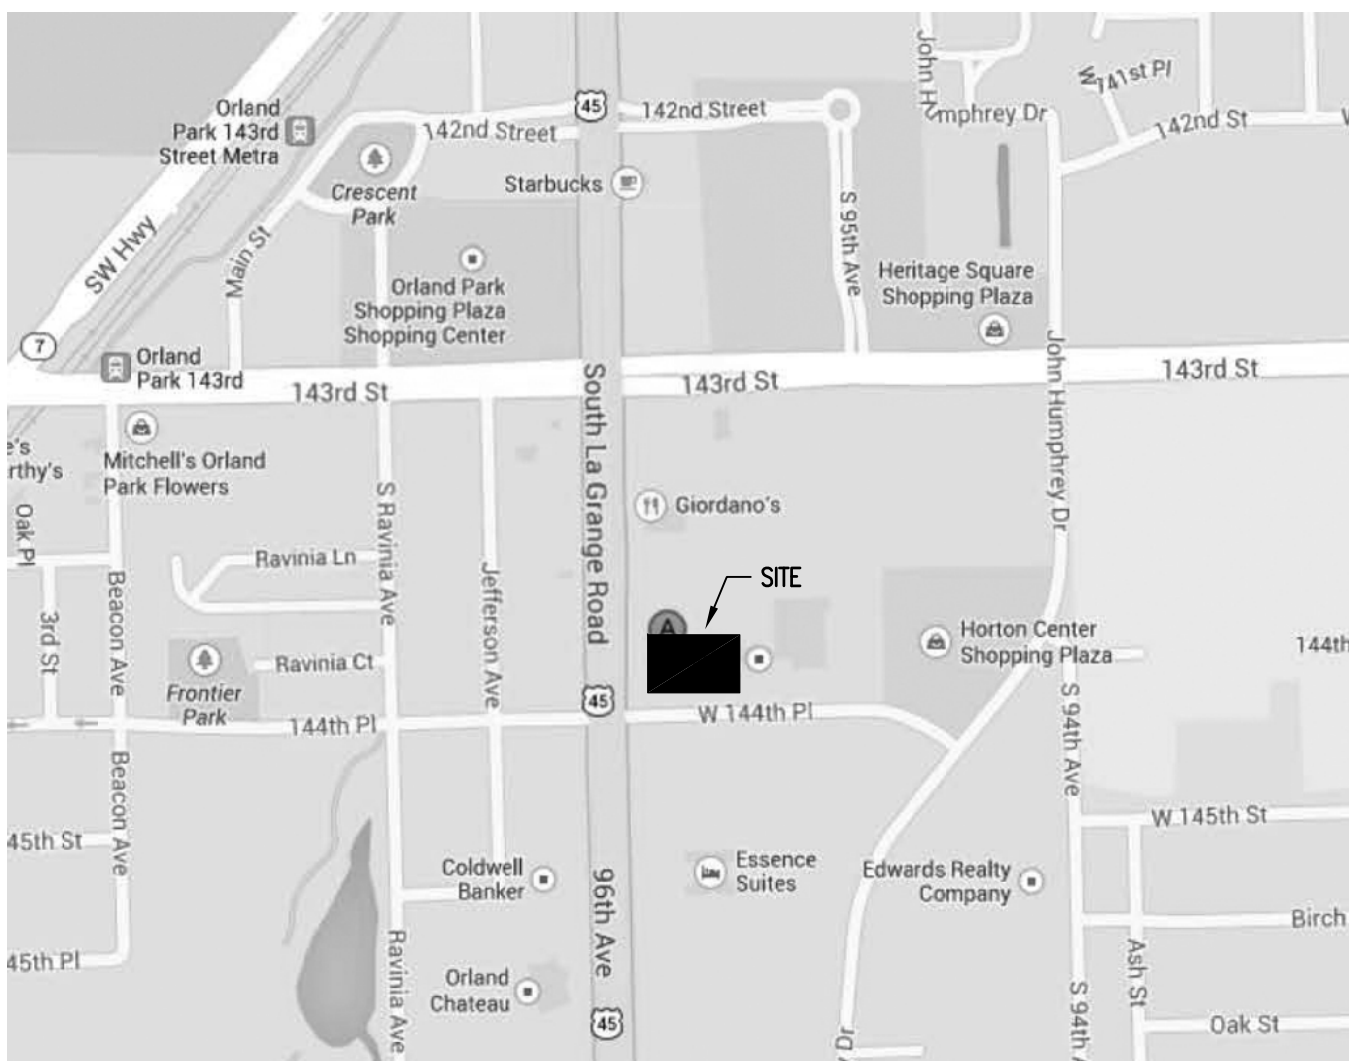 45
142nd Street
John Humphrey Dr
W 141st Pl
Orland
Park 143rd
Street Metra
142nd Street
142nd St
Crescent
Park
Starbucks
SW Hwy
Main St
S 95th Ave
Orland Park
Shopping Plaza
Shopping Center
Heritage Square
Shopping Plaza
7
Orland
Park 143rd
143rd St
143rd St
143rd St
South La Grange Road
John Humphrey Dr
e's
rthy's
Mitchell's Orland
Park Flowers
Oak Pl
S Ravinia Ave
Giordano's
Ravinia Ln
Jefferson Ave
Beacon Ave
3rd St
SITE
A
Horton Center
Shopping Plaza
144th
Ravinia Ct
Frontier
Park
45
144th Pl
W 144th Pl
S 94th Ave
Beacon Ave
45th St
W 145th St
Coldwell
Banker
96th Ave
Essence
Suites
Edwards Realty
Company
Birch
45th Pl
Ravinia Ave
Orland
Chateau
Ash St
S 94th A
45
Dr
Oak St